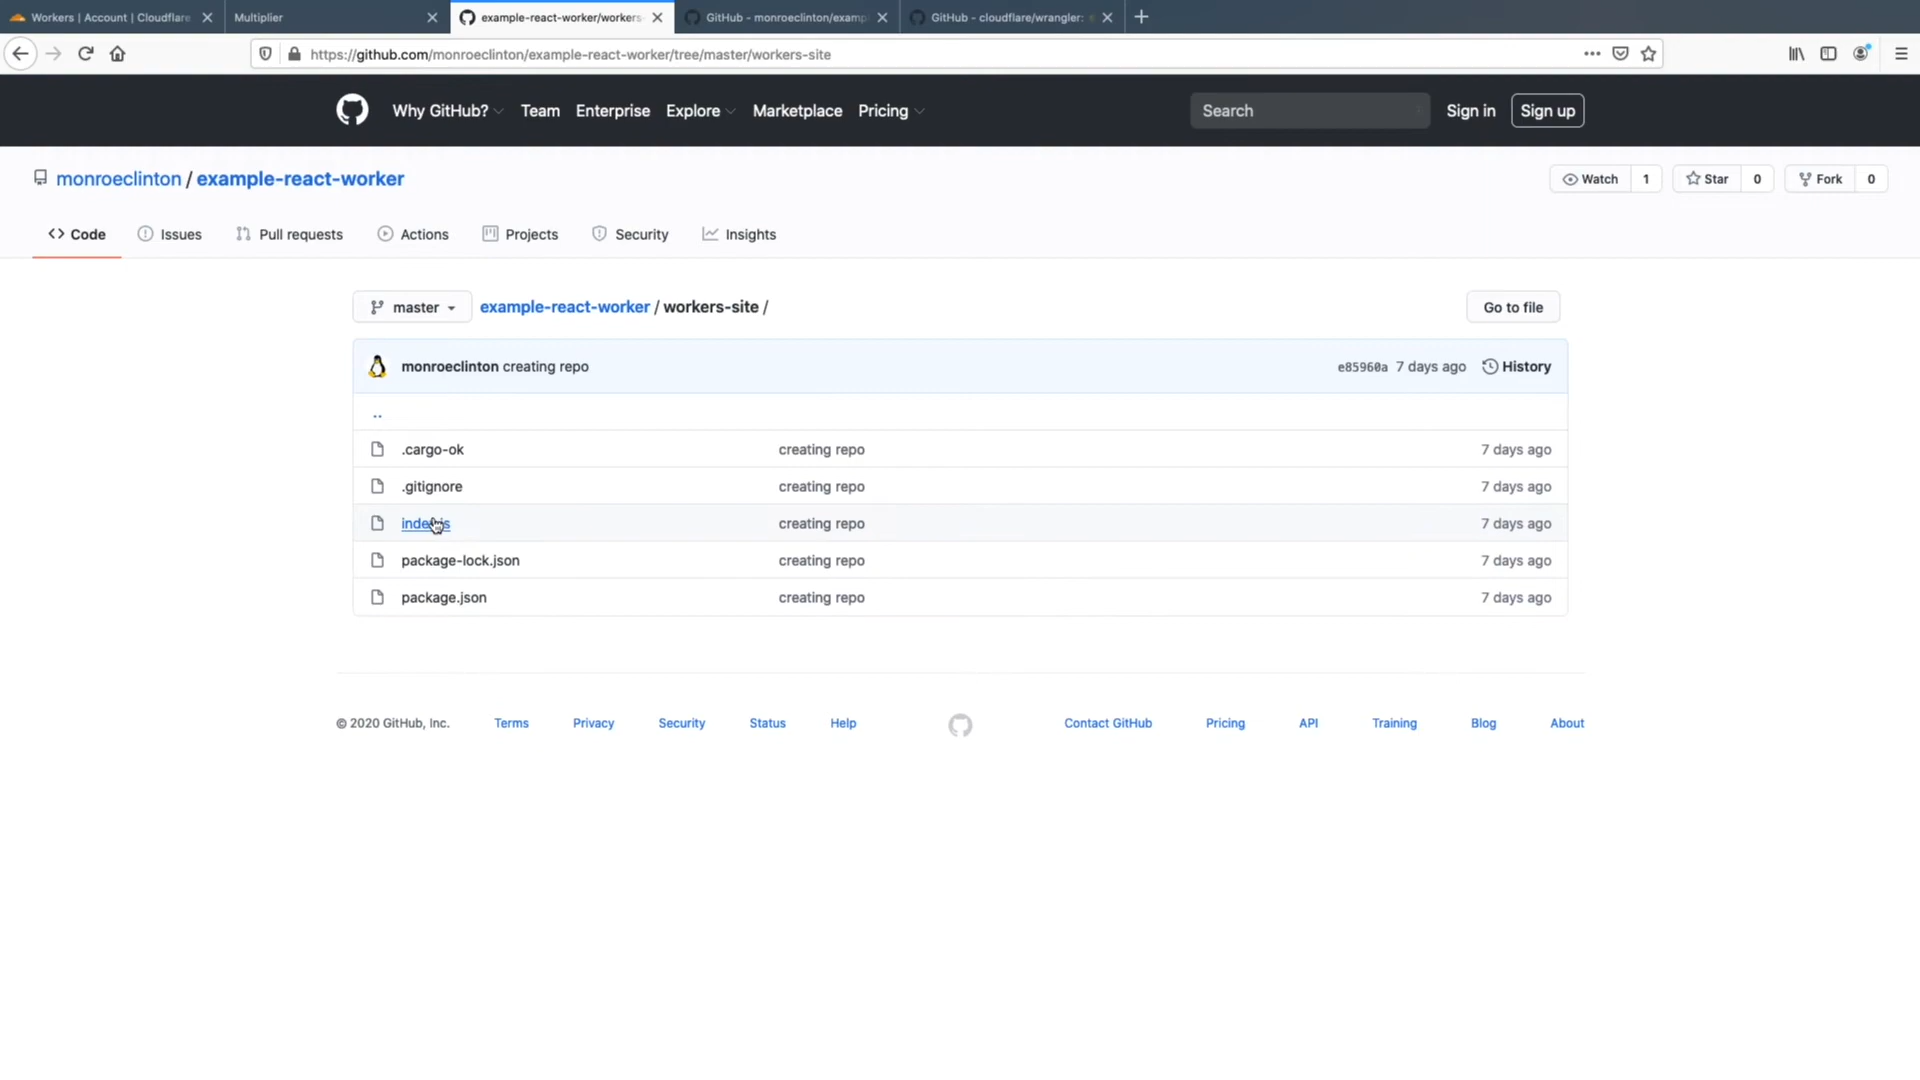 Workers | Account | Cloudflare
Multiplier
example-react-worker/workers-
GitHub - monroeclinton/examp
GitHub - cloudflare/wrangler:
https://github.com/monroeclinton/example-react-worker/tree/master/workers-site
Why GitHub? Team Enterprise Explore Marketplace Pricing Search Sign in Sign up
monroeclinton / example-react-worker Watch 1 Star 0 Fork 0
Code Issues Pull requests Actions Projects Security Insights
master example-react-worker / workers-site / Go to file
monroeclinton creating repo e85960a 7 days ago History
..
.cargo-ok creating repo 7 days ago
.gitignore creating repo 7 days ago
index.js creating repo 7 days ago
package-lock.json creating repo 7 days ago
package.json creating repo 7 days ago
© 2020 GitHub, Inc. Terms Privacy Security Status Help Contact GitHub Pricing API Training Blog About